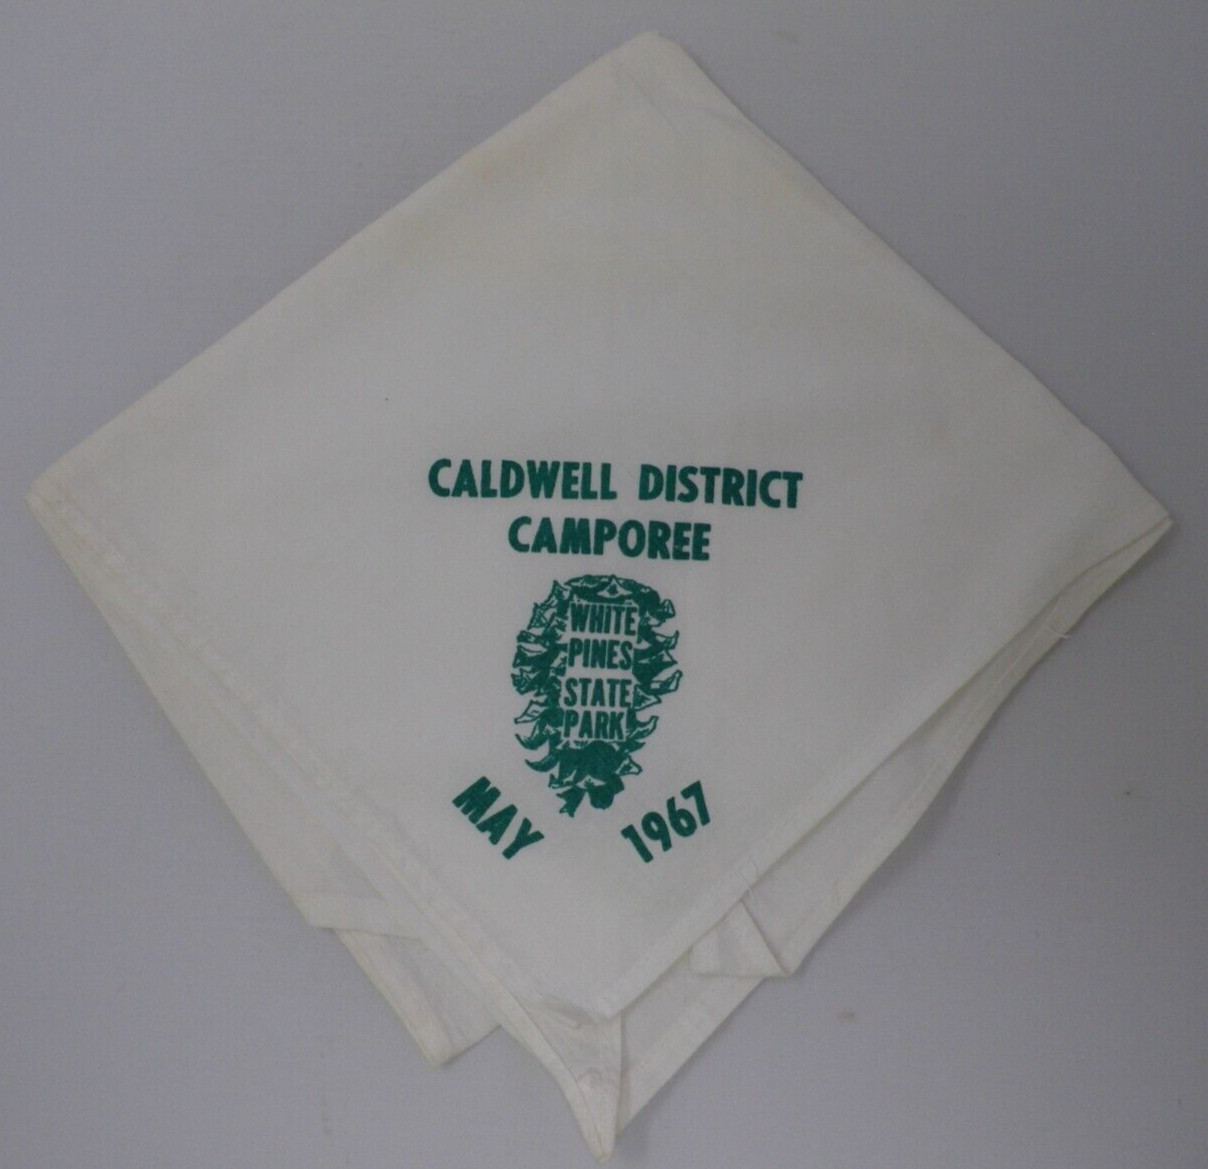 CALDWELL DISTRICT
CAMPOREE
WHITE
PINES
STATE
PARK
MAY 1967